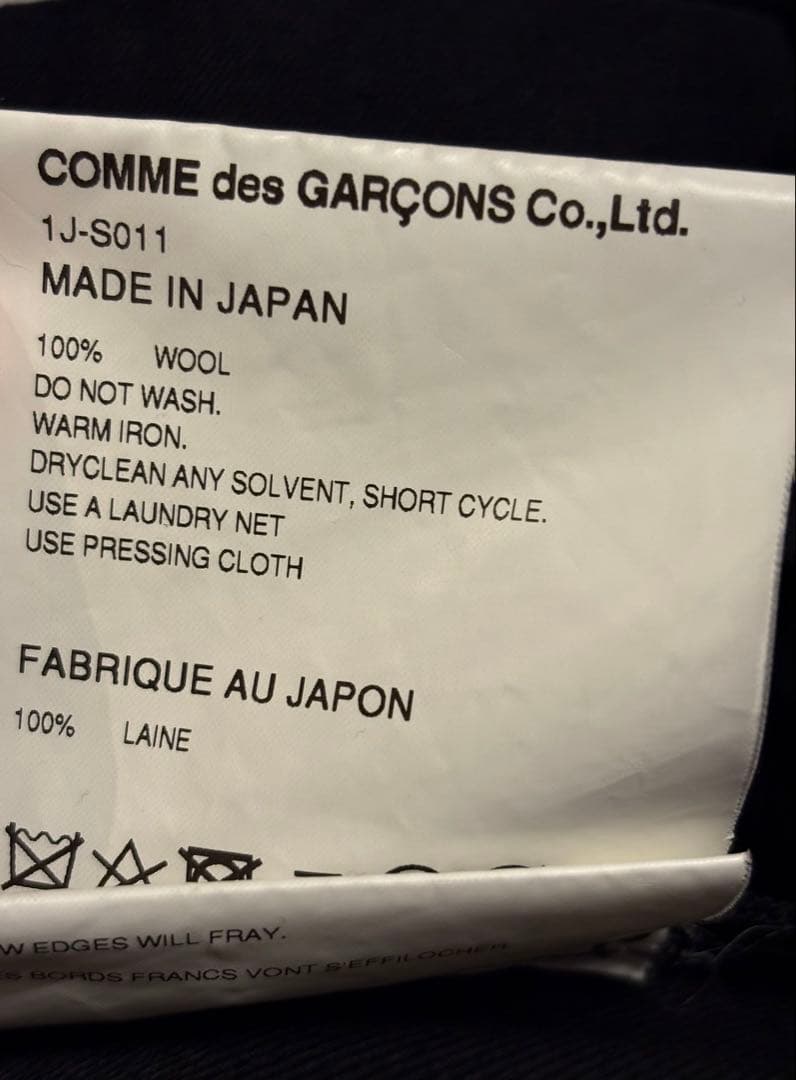 COMME des GARÇONS Co.,Ltd.
1J-S011
MADE IN JAPAN
100% WOOL
DO NOT WASH.
WARM IRON.
DRYCLEAN ANY SOLVENT, SHORT CYCLE.
USE A LAUNDRY NET
USE PRESSING CLOTH
FABRIQUE AU JAPON
100% LAINE
W EDGES WILL FRAY.
ES BORDS FRANCS VONT S'EFFILOCHER